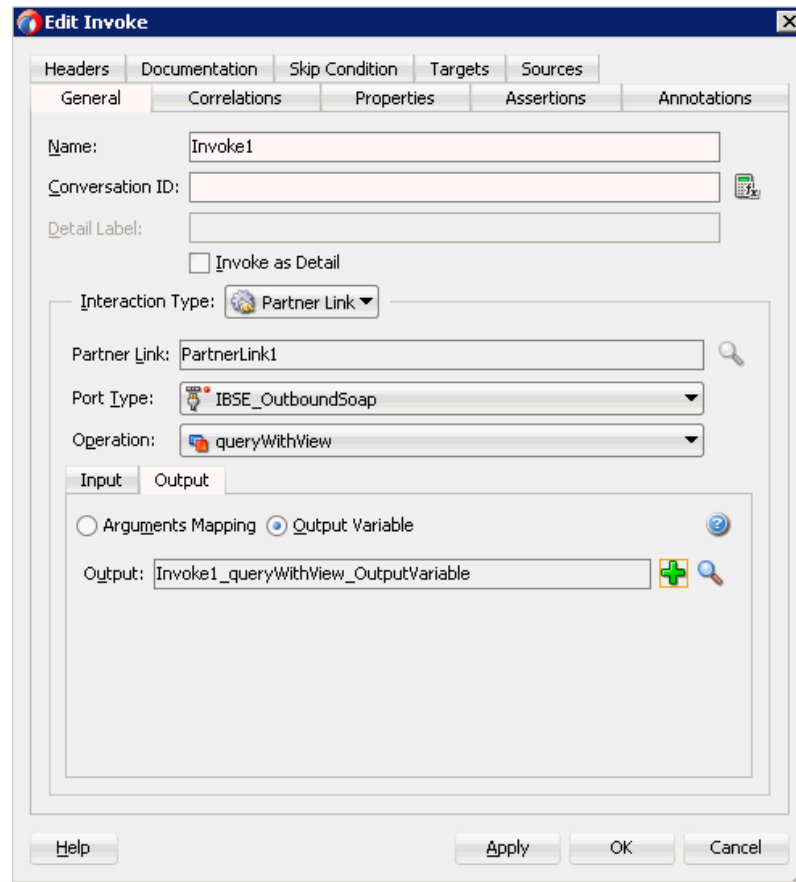 Edit Invoke
Headers Documentation Skip Condition Targets Sources
General Correlations Properties Assertions Annotations
Name: Invoke1
Conversation ID:
Detail Label:
Invoke as Detail
Interaction Type: Partner Link
Partner Link: PartnerLink1
Port Type: IBSE_OutboundSoap
Operation: queryWithView
Input Output
Arguments Mapping Output Variable
Output: Invoke1_queryWithView_OutputVariable
Help Apply OK Cancel